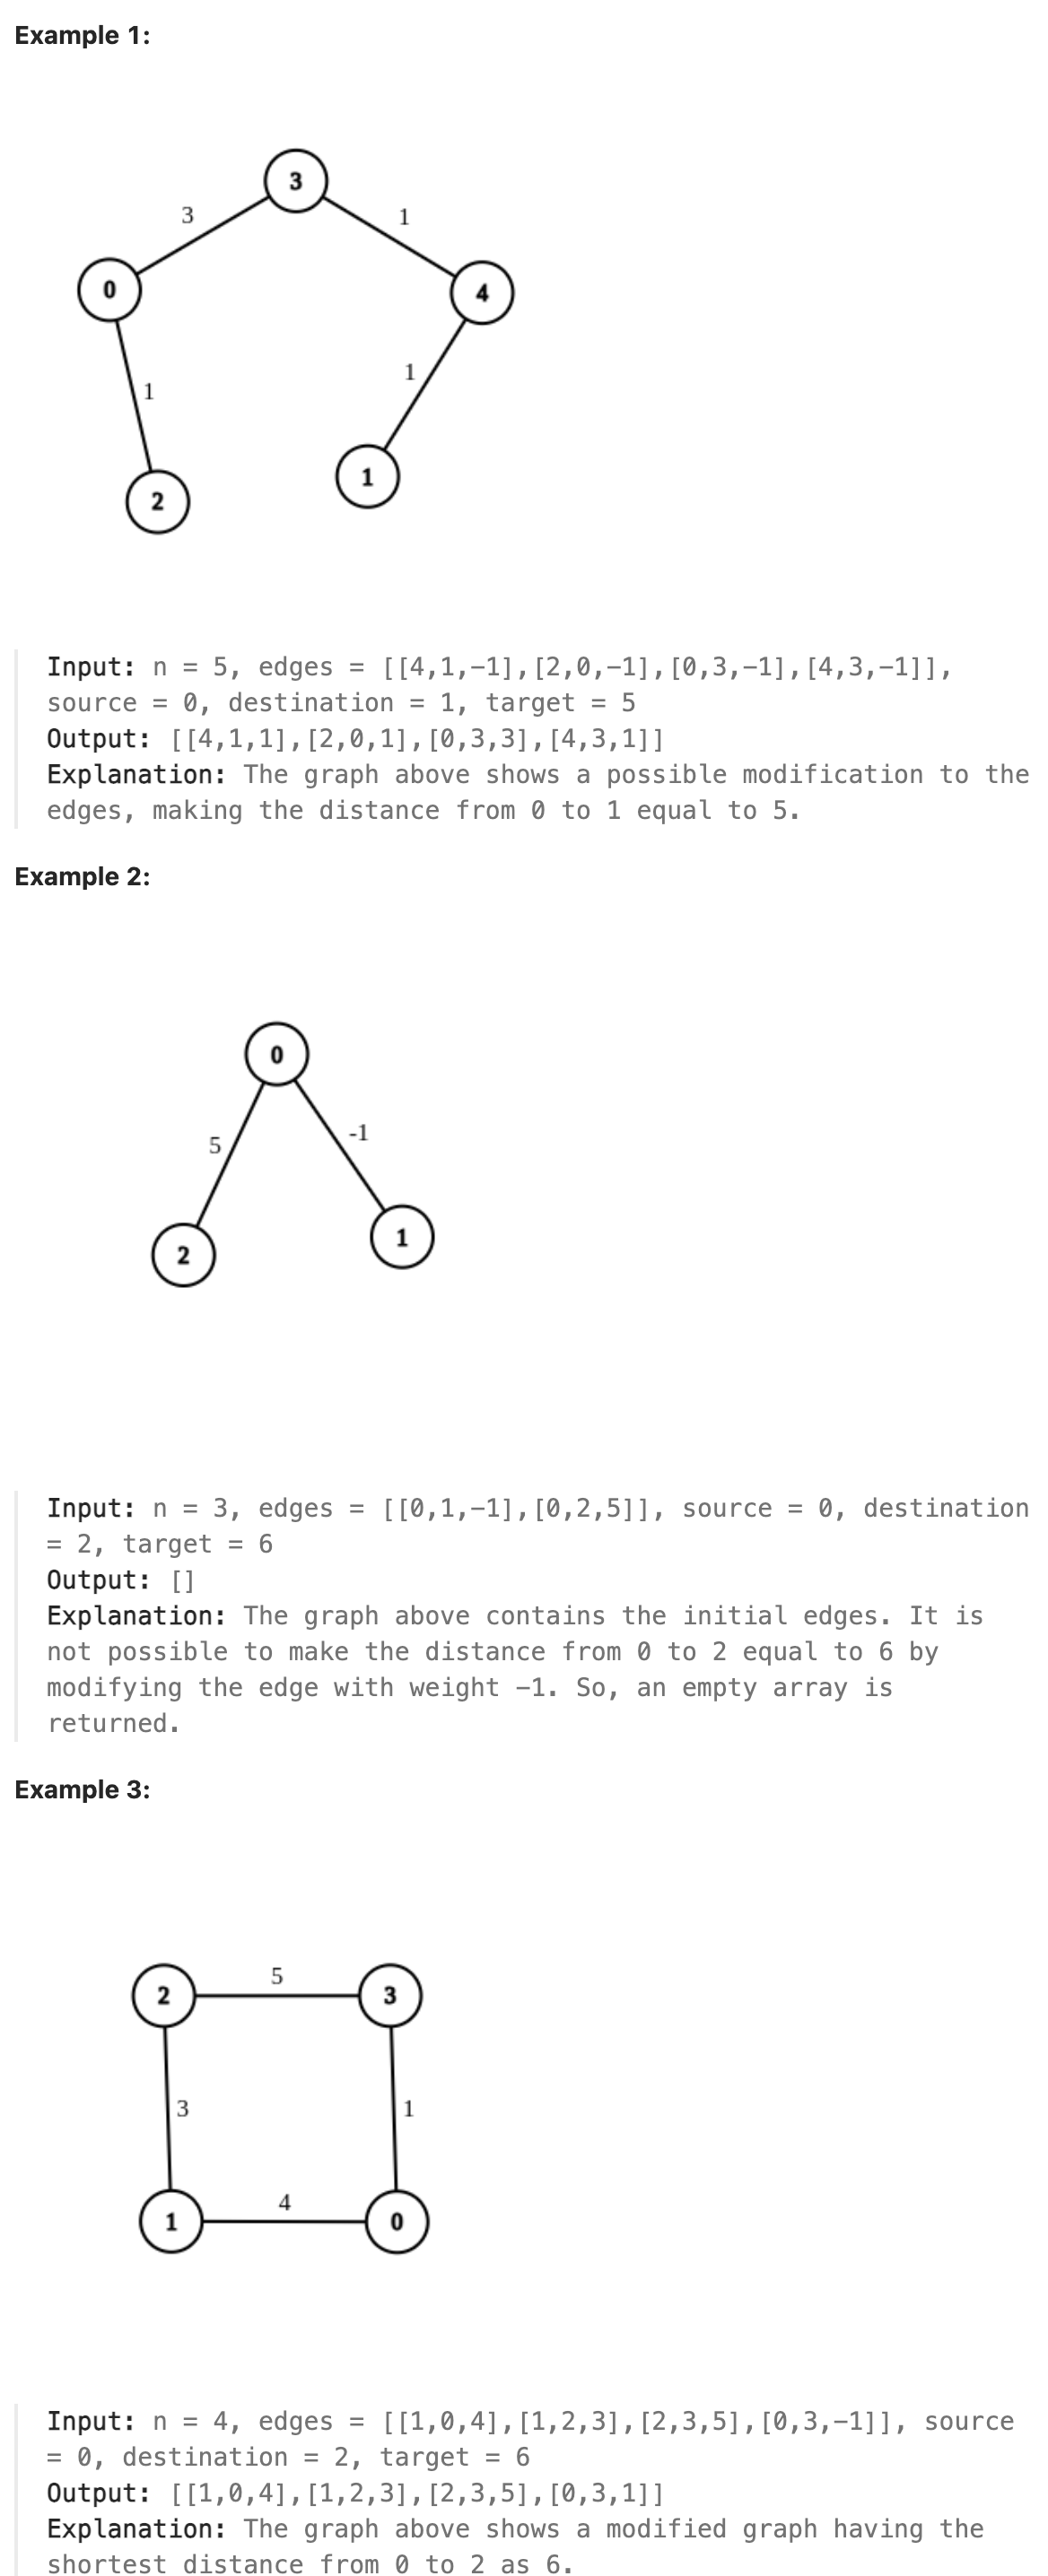 Example 1:
3
3
1
0
4
1
1
1
2
Input: n = 5, edges = [[4,1,-1],[2,0,-1],[0,3,-1],[4,3,-1]],
source = 0, destination = 1, target = 5
Output: [[4,1,1],[2,0,1],[0,3,3],[4,3,1]]
Explanation: The graph above shows a possible modification to the
edges, making the distance from 0 to 1 equal to 5.
Example 2:
0
5
-1
2
1
Input: n = 3, edges = [[0,1,-1],[0,2,5]], source = 0, destination
= 2, target = 6
Output: []
Explanation: The graph above contains the initial edges. It is
not possible to make the distance from 0 to 2 equal to 6 by
modifying the edge with weight -1. So, an empty array is
returned.
Example 3:
5
2
3
3
1
4
1
0
Input: n = 4, edges = [[1,0,4],[1,2,3],[2,3,5],[0,3,-1]], source
= 0, destination = 2, target = 6
Output: [[1,0,4],[1,2,3],[2,3,5],[0,3,1]]
Explanation: The graph above shows a modified graph having the
shortest distance from 0 to 2 as 6.